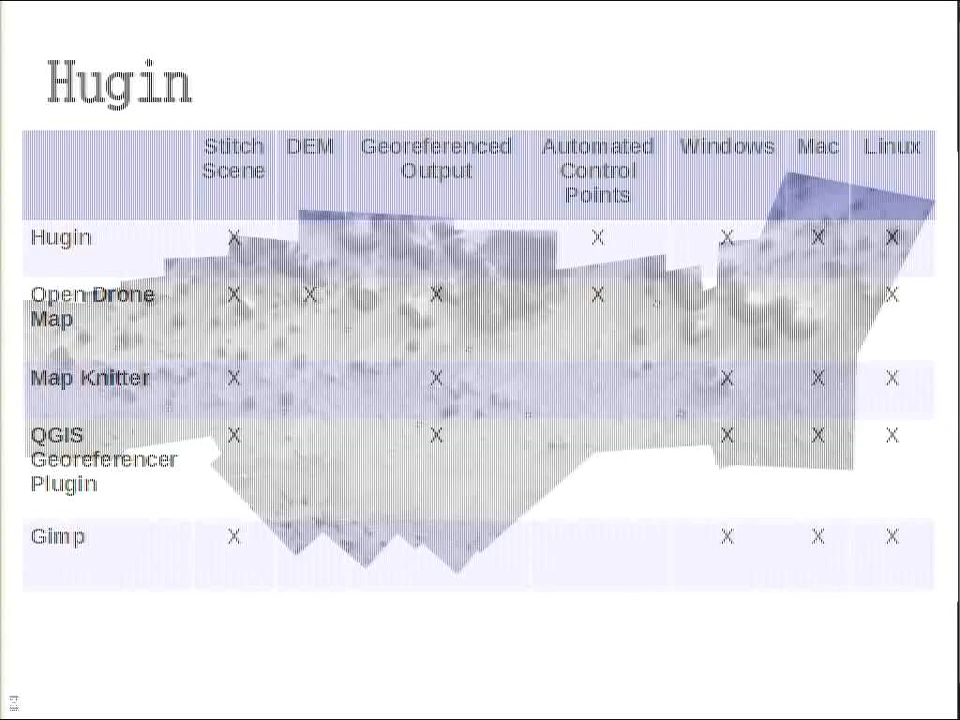 Hugin
Stitch Scene DEM Georeferenced Output Automated Control Points Windows Mac Linux
Hugin X X X X X
Open Drone Map X X X X X
Map Knitter X X X X X
QGIS Georeferencer Plugin X X X X X
Gimp X X X X